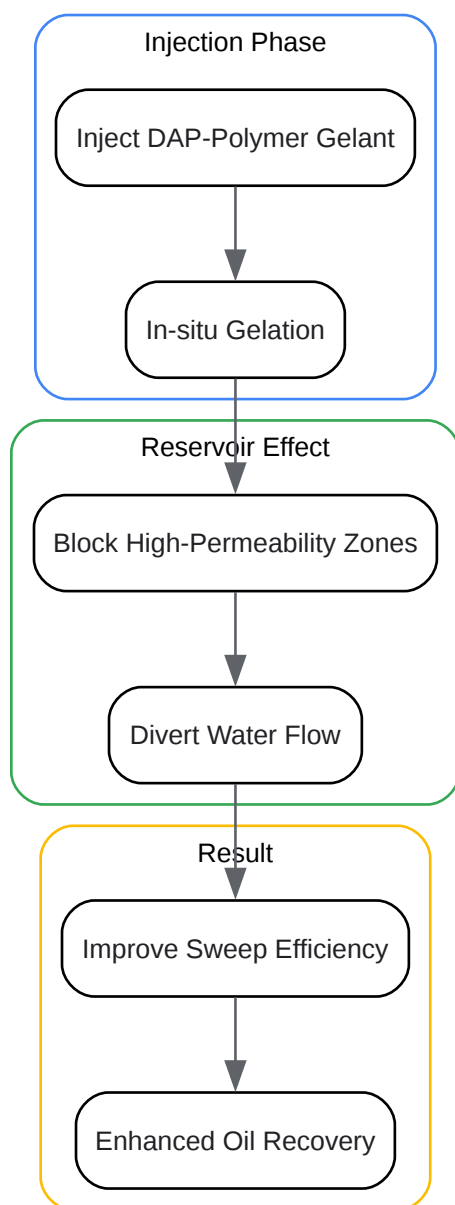 Injection Phase
Inject DAP-Polymer Gelant
In-situ Gelation
Reservoir Effect
Block High-Permeability Zones
Divert Water Flow
Result
Improve Sweep Efficiency
Enhanced Oil Recovery